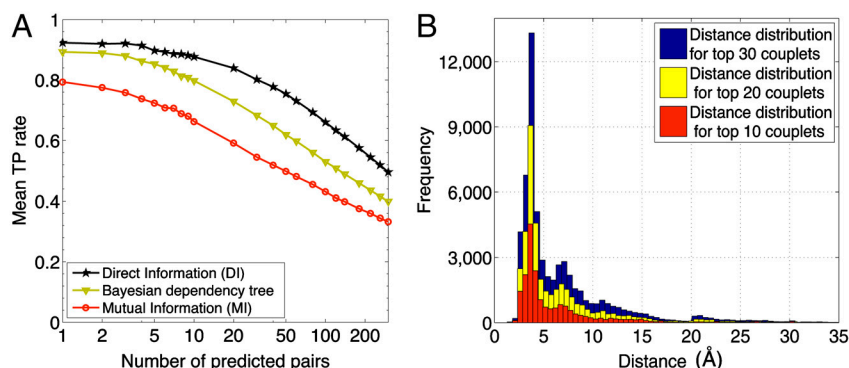 A
1
0.8
0.6
0.4
0.2
0
Mean TP rate
Direct Information (DI)
Bayesian dependency tree
Mutual Information (MI)
1 2 5 10 20 50 100 200
Number of predicted pairs
B
12,000
9,000
6,000
3,000
0
Frequency
Distance distribution
for top 30 couplets
Distance distribution
for top 20 couplets
Distance distribution
for top 10 couplets
0 5 10 15 20 25 30 35
Distance (Å)